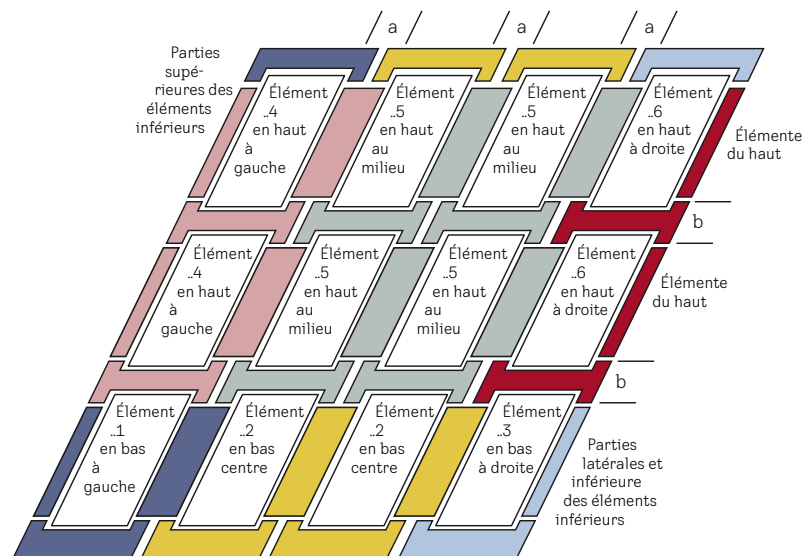 a
a
a
Parties
supé-
rieures des
éléments
inférieurs
Élément
..4
en haut
à
gauche
Élément
..5
en haut
au
milieu
Élément
..5
en haut
au
milieu
Élément
..6
en haut
à droite
Élémente
du haut
b
Élément
..4
en haut
à
gauche
Élément
..5
en haut
au
milieu
Élément
..5
en haut
au
milieu
Élément
..6
en haut
à droite
Élémente
du haut
b
Élément
..1
en bas
à
gauche
Élément
..2
en bas
centre
Élément
..2
en bas
centre
Élément
..3
en bas
à droite
Parties
latérales et
inférieure
des éléments
inférieurs